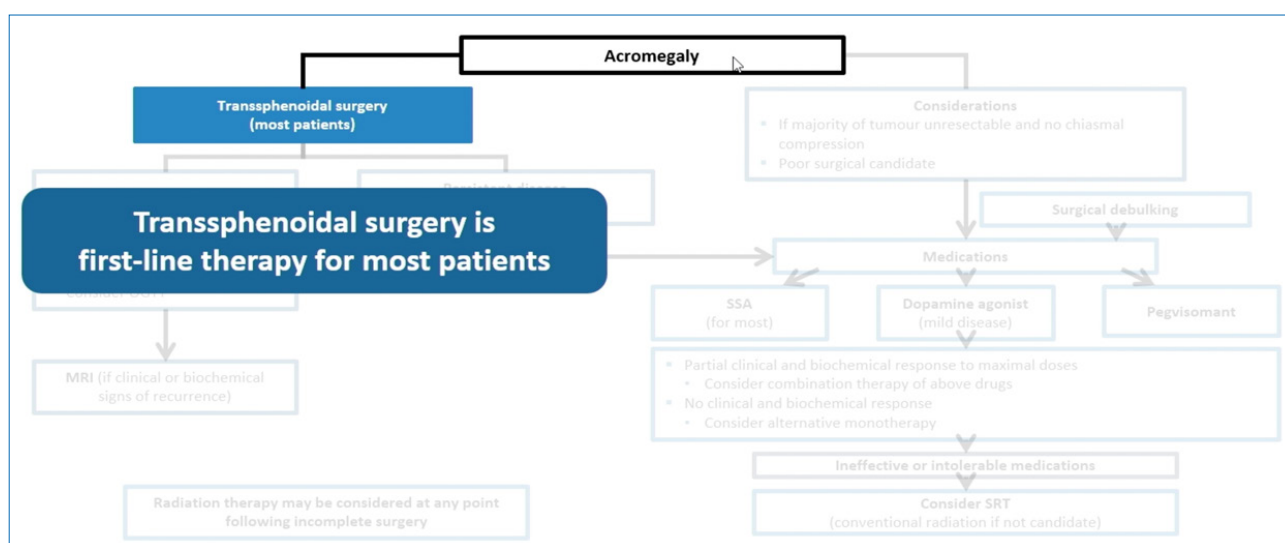 Acromegaly
Transsphenoidal surgery
(most patients)
Considerations
▪ If majority of tumour unresectable and no chiasmal
compression
▪ Poor surgical candidate
Transsphenoidal surgery is
first-line therapy for most patients
Surgical debulking
Medications
SSA
(for most)
Dopamine agonist
(mild disease)
Pegvisomant
MRI (if clinical or biochemical
signs of recurrence)
▪ Partial clinical and biochemical response to maximal doses
• Consider combination therapy of above drugs
▪ No clinical and biochemical response
• Consider alternative monotherapy
Ineffective or intolerable medications
Consider SRT
(conventional radiation if not candidate)
Radiation therapy may be considered at any point
following incomplete surgery